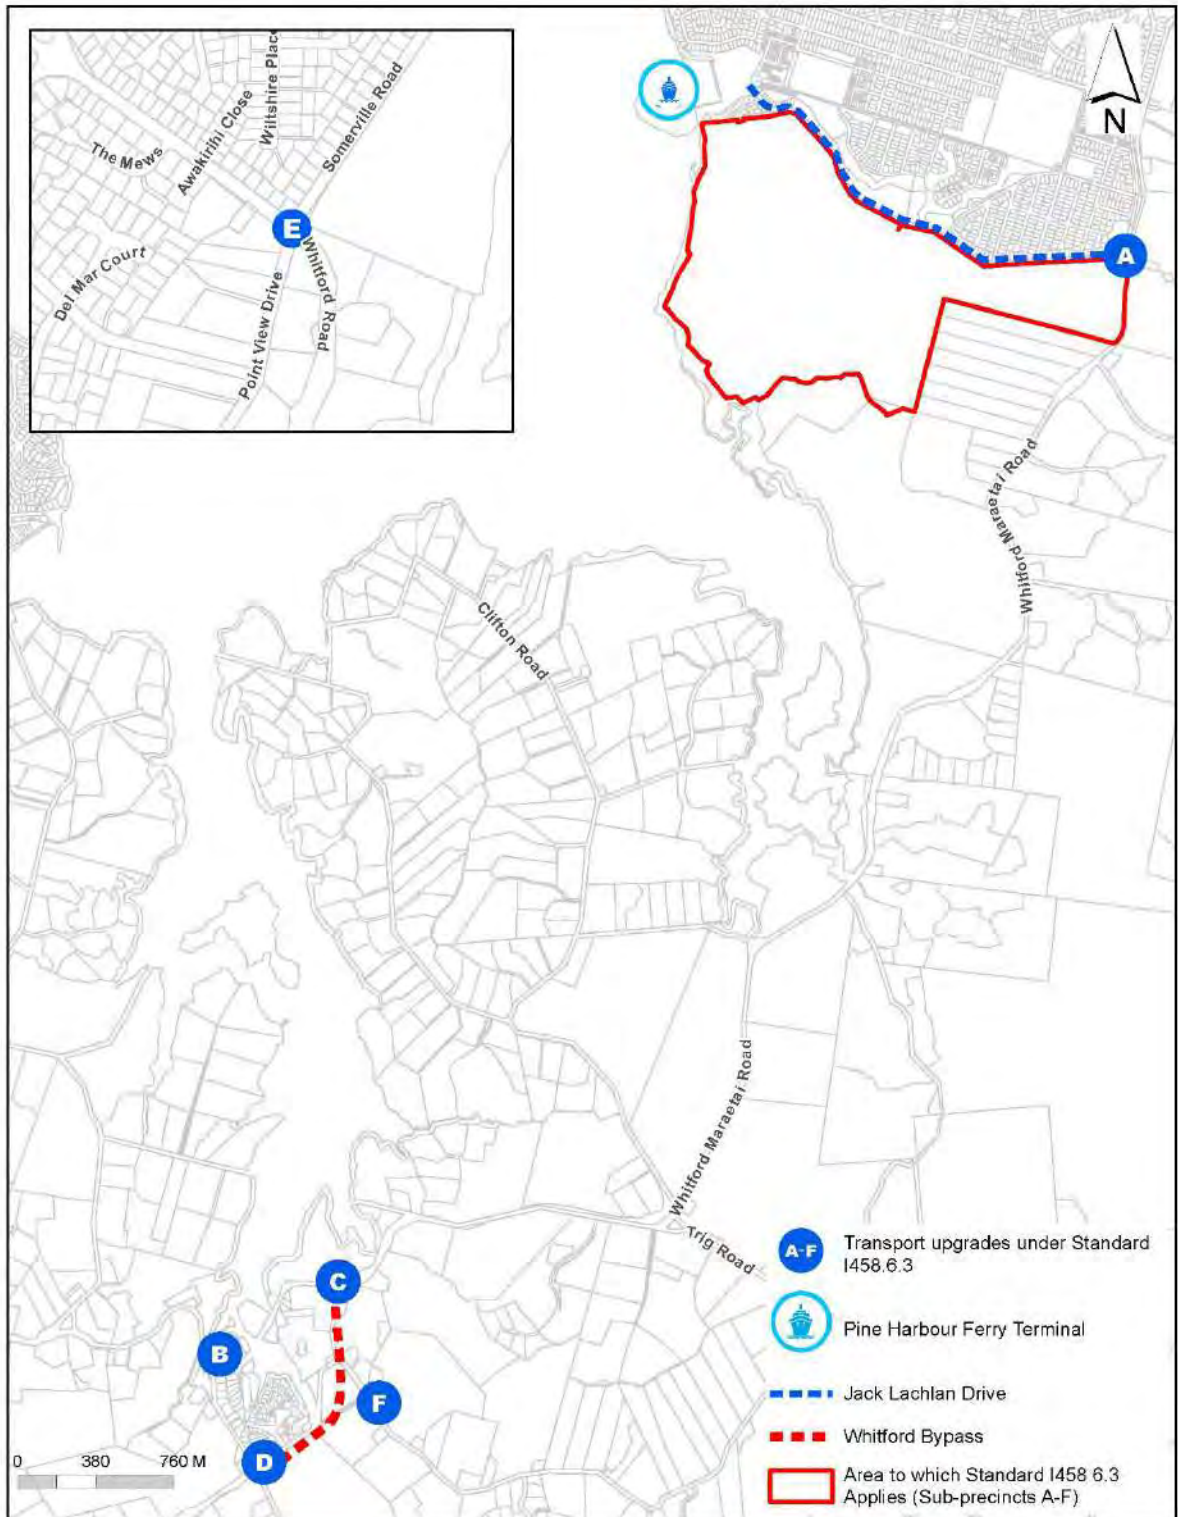 Wiltshire Place
Somerville Road
Awakirihi Close
The Mews
E
Whitford Road
Del Mar Court
Point View Drive
N
A
Whitford Maraetai Road
Clifton Road
Whitford Maraetai Road
Trig Road
C
B
F
D
0 380 760 M
A-F Transport upgrades under Standard
I458.6.3
Pine Harbour Ferry Terminal
Jack Lachlan Drive
Whitford Bypass
Area to which Standard I458 6.3
Applies (Sub-precincts A-F)